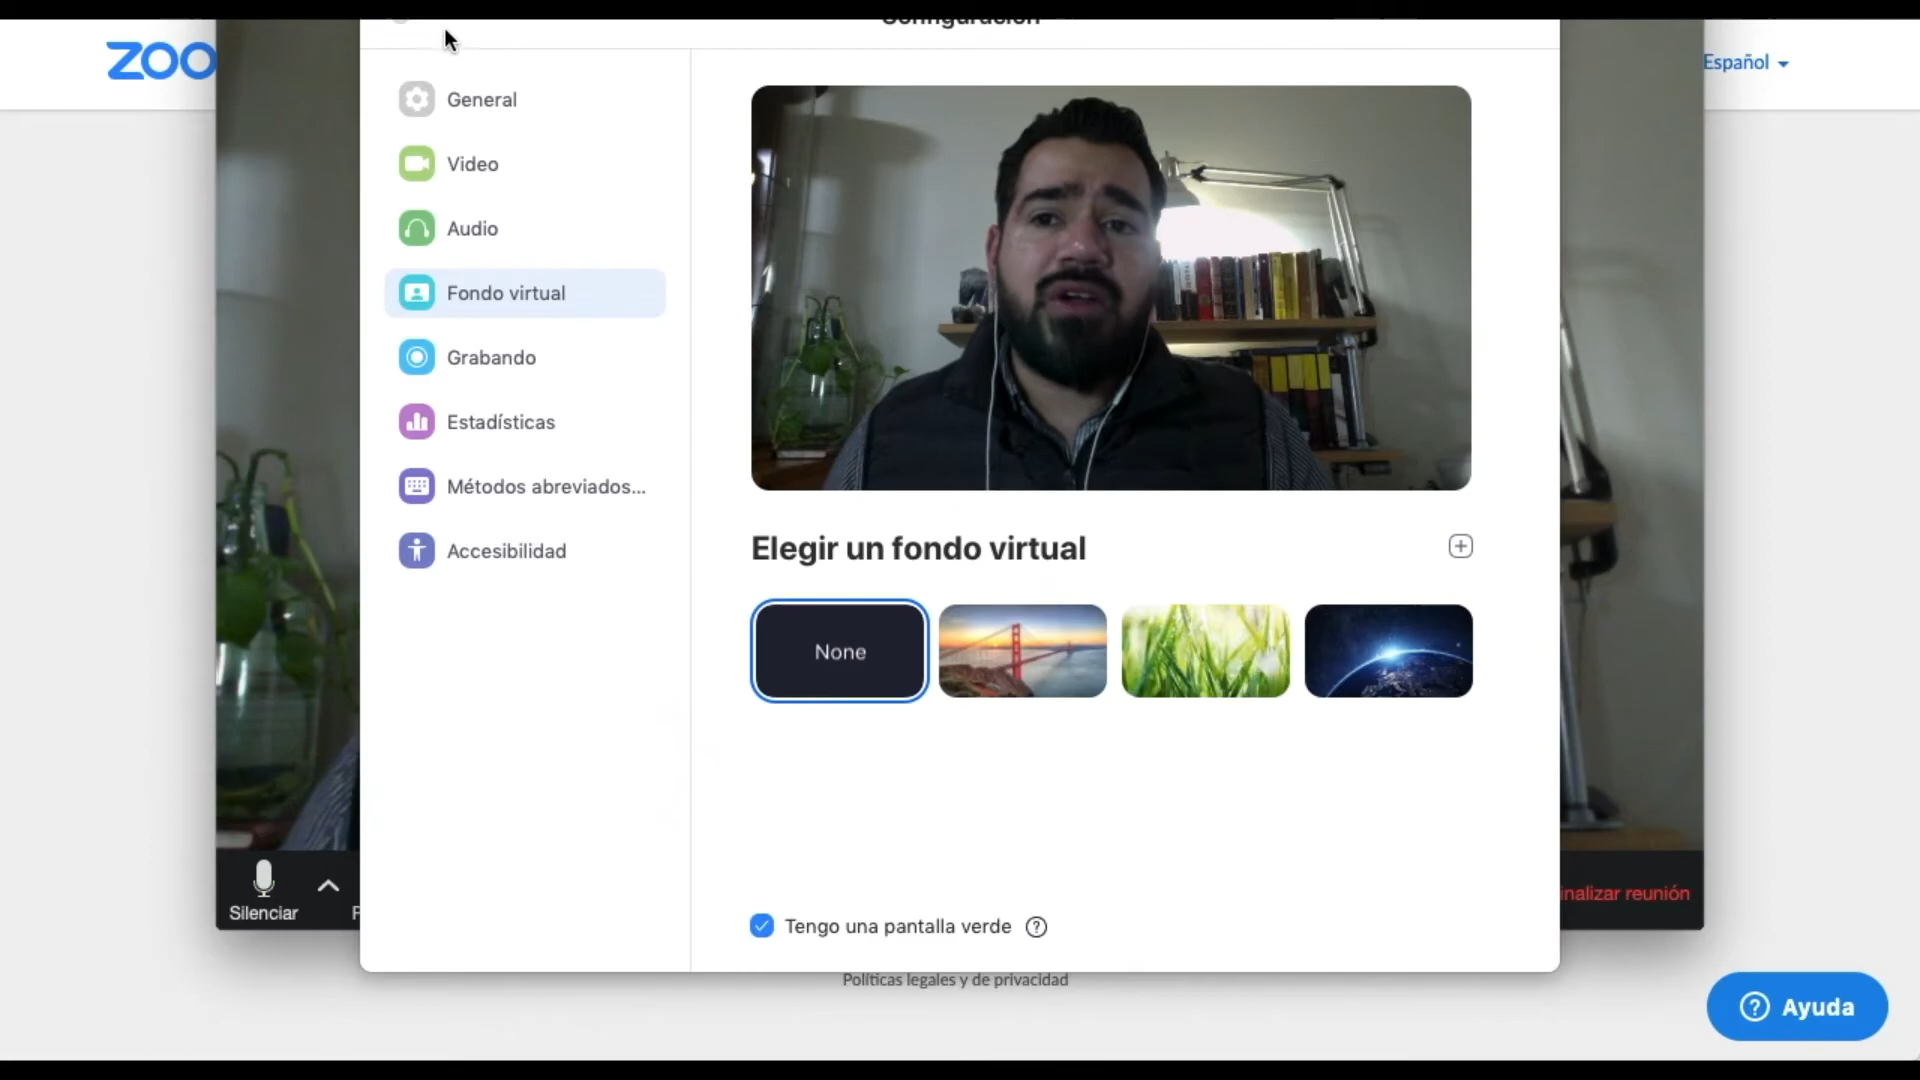 Configuración
zoo
Español
General
Video
Audio
Fondo virtual
Grabando
Estadísticas
Métodos abreviados...
Accesibilidad
Elegir un fondo virtual
None
Silenciar
inalizar reunión
Tengo una pantalla verde
Políticas legales y de privacidad
Ayuda